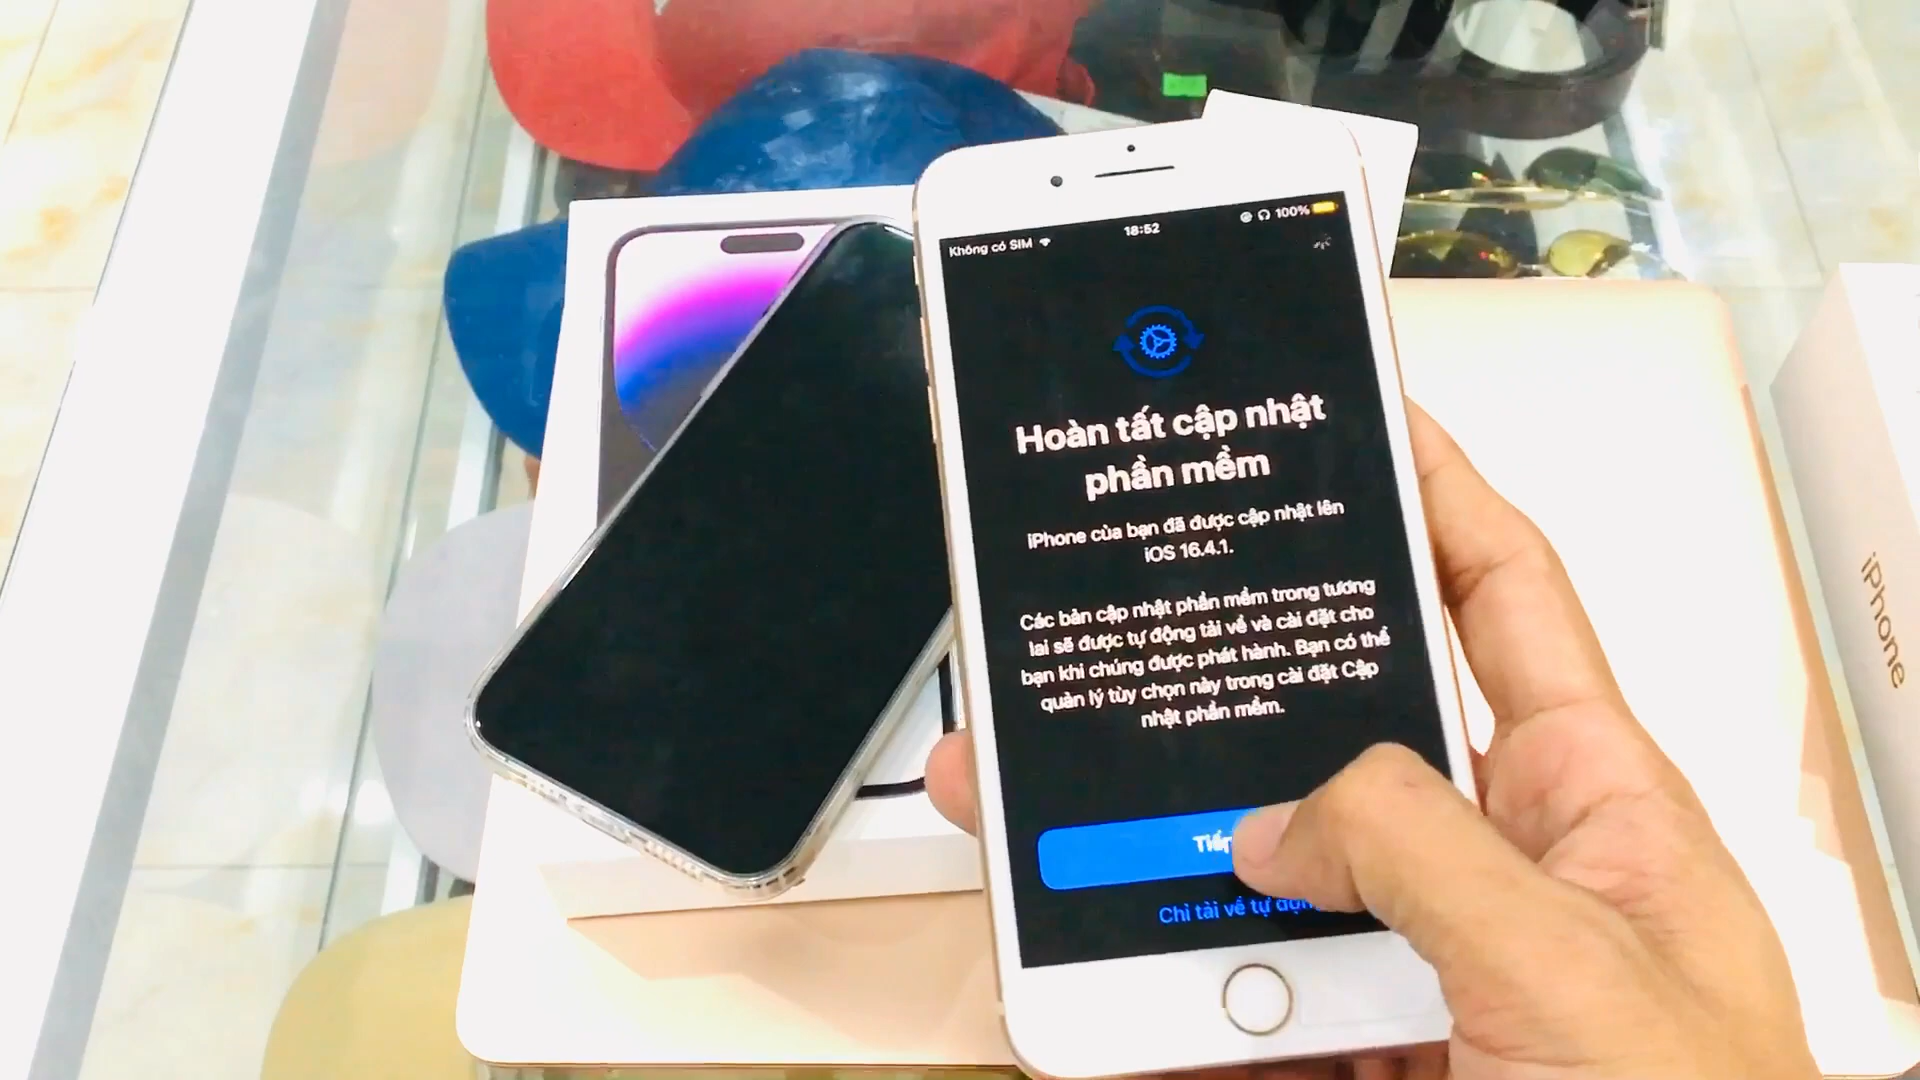 Không có SIM
18:52
100%
Hoàn tất cập nhật
phần mềm
iPhone của bạn đã được cập nhật lên
iOS 16.4.1.
Các bản cập nhật phần mềm trong tương
lai sẽ được tự động tải về và cài đặt cho
bạn khi chúng được phát hành. Bạn có thể
quản lý tùy chọn này trong cài đặt Cập
nhật phần mềm.
Chỉ tải về tự động
iPhone